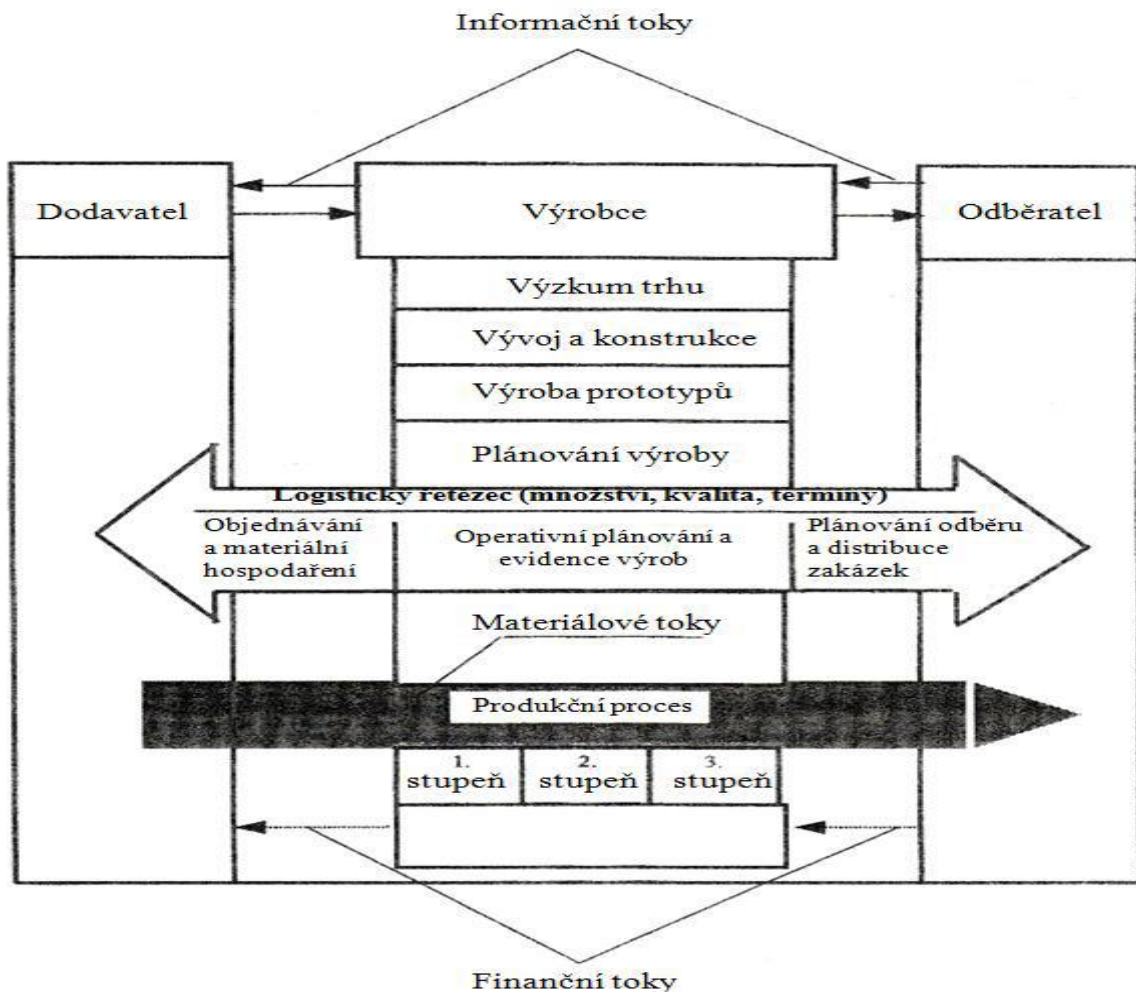 Informační toky
Dodavatel
Výrobce
Odběratel
Výzkum trhu
Vývoj a konstrukce
Výroba prototypů
Plánování výroby
Logistický řetězec (množství, kvalita, termíny)
Objednávání
a materiální
hospodaření
Operativní plánování a
evidence výrob
Plánování odběru
a distribuce
zakázek
Materiálové toky
Produkční proces
1.
stupeň
2.
stupeň
3.
stupeň
Finanční toky